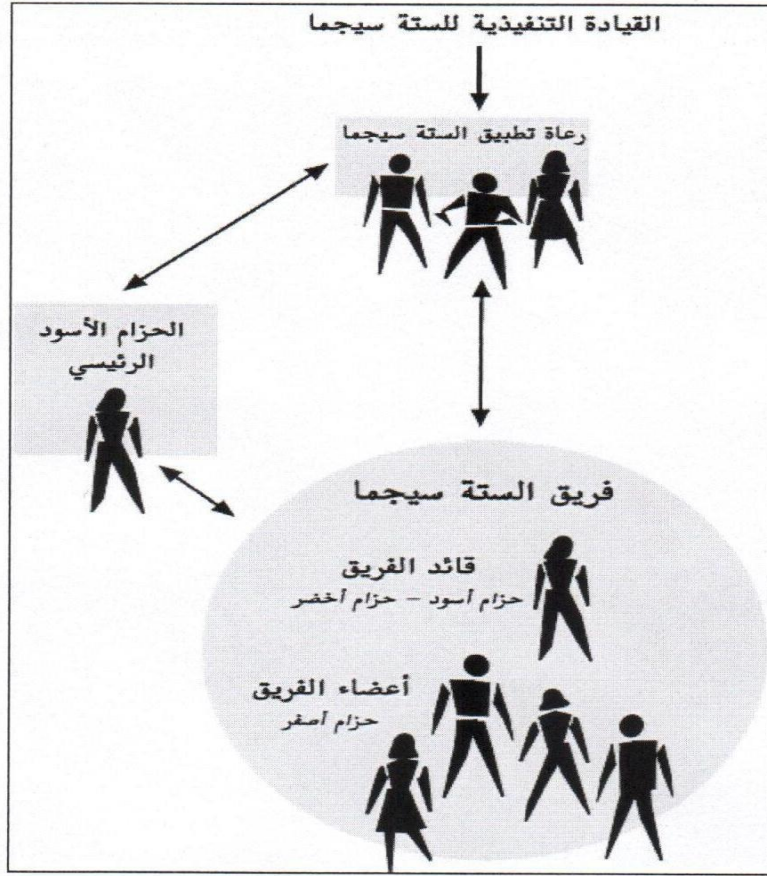 القيادة التنفيذية للستة سيجما
رعاة تطبيق الستة سيجما
الحزام الأسود
الرئيسي
فريق الستة سيجما
قائد الفريق
حزام أسود – حزام أخضر
أعضاء الفريق
حزام أصفر